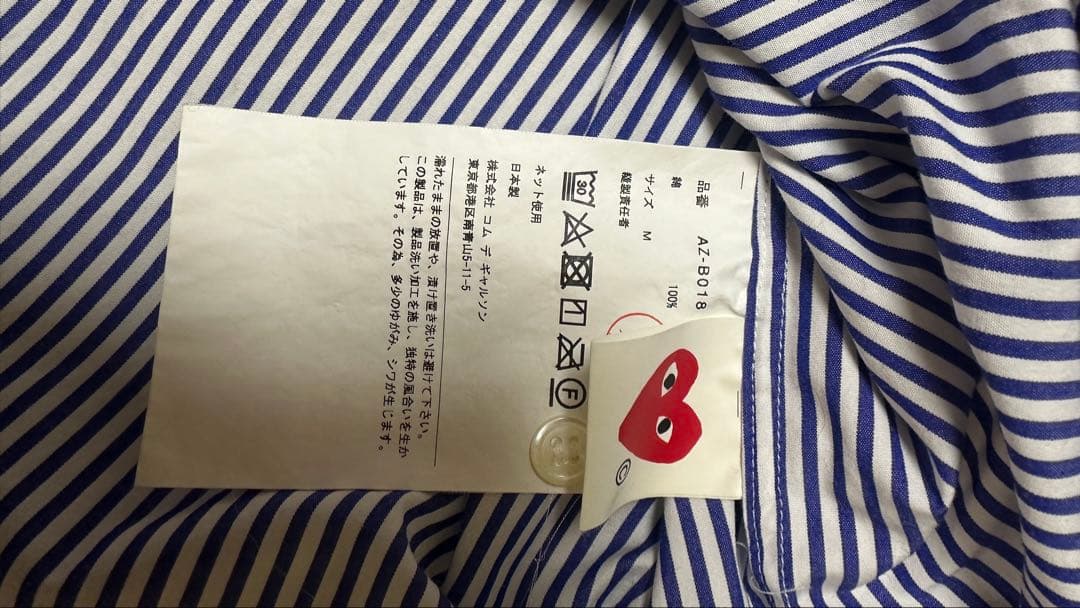 品番 AZ-B018
綿 100%
サイズ M
縫製責任者
30
F
ネット使用
日本製
株式会社 コム デ ギャルソン
東京都港区南青山5-11-5
濡れたままの放置や、漬け置き洗いは避けて下さい。
この製品は、製品洗い加工を施し、独特の風合いを生か
しています。その為、多少のゆがみ、シワが生じます。
©